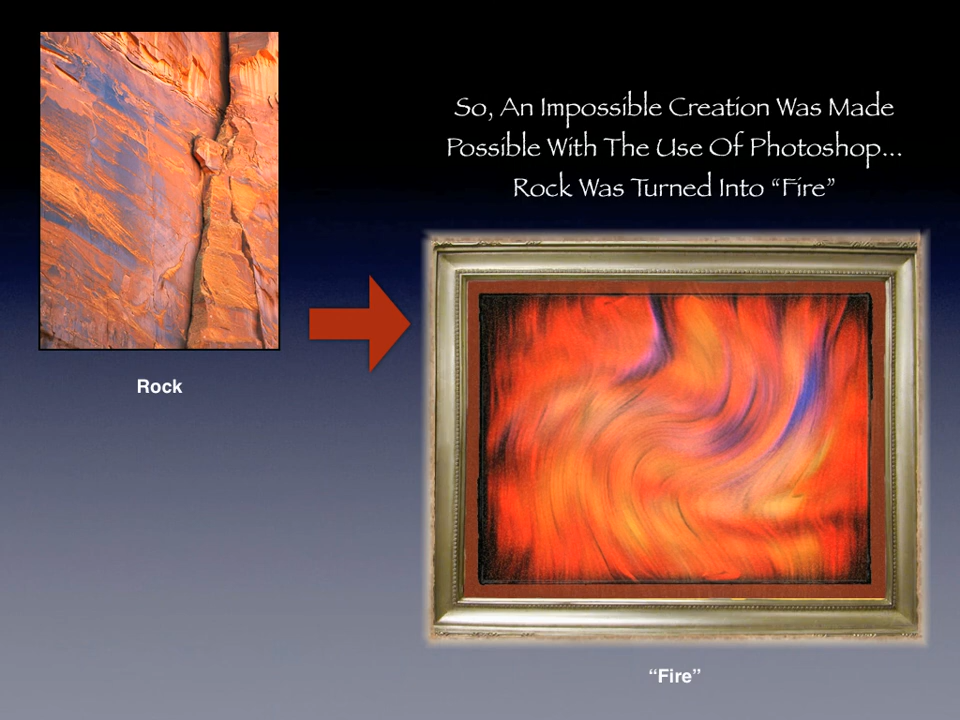 So, An Impossible Creation Was Made
Possible With The Use Of Photoshop...
Rock Was Turned Into “Fire”
Rock
“Fire”